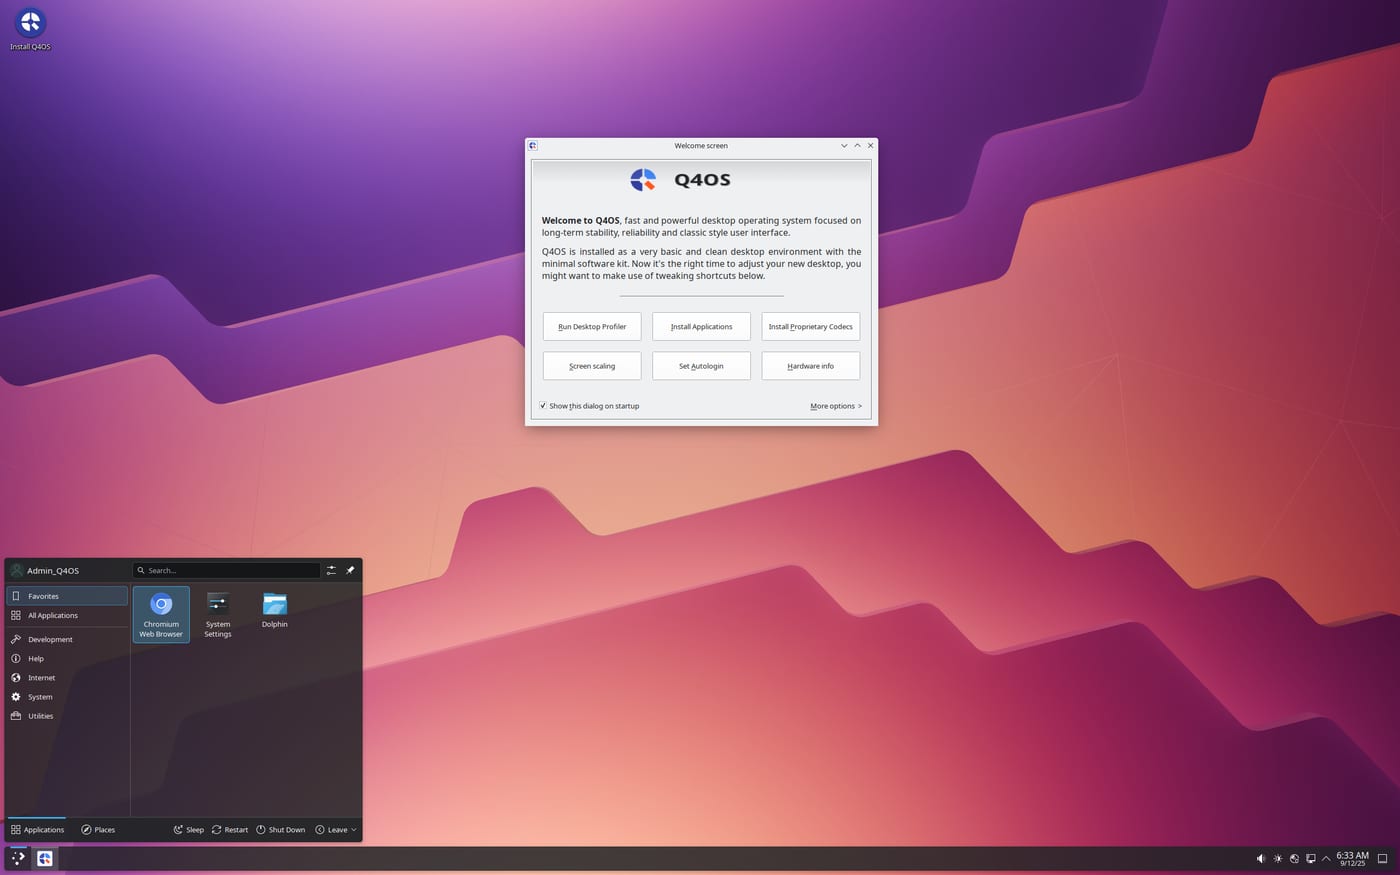 Install Q4OS
Welcome screen
Q4OS
Welcome to Q4OS, fast and powerful desktop operating system focused on
long-term stability, reliability and classic style user interface.
Q4OS is installed as a very basic and clean desktop environment with the
minimal software kit. Now it's the right time to adjust your new desktop, you
might want to make use of tweaking shortcuts below.
Run Desktop Profiler
Install Applications
Install Proprietary Codecs
Screen scaling
Set Autologin
Hardware info
Show this dialog on startup
More options >
Admin_Q4OS
Search...
Favorites
All Applications
Development
Help
Internet
System
Utilities
Chromium
Web Browser
System
Settings
Dolphin
Applications
Places
Sleep
Restart
Shut Down
Leave
6:33 AM
9/12/25